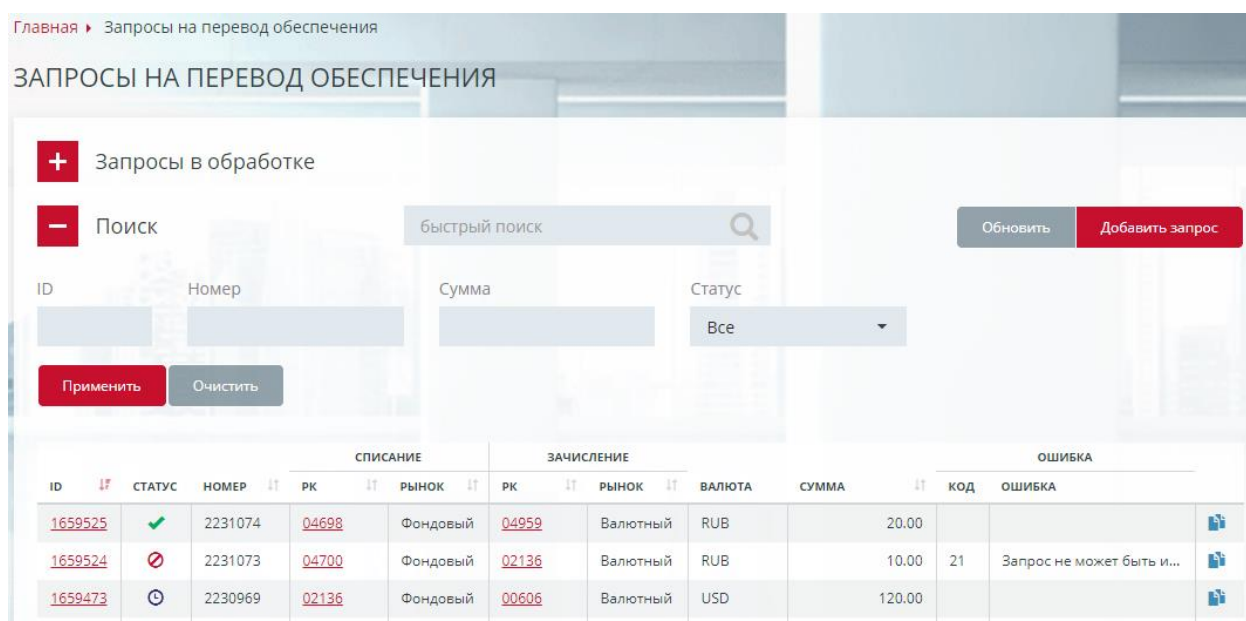 Главная Запросы на перевод обеспечения
ЗАПРОСЫ НА ПЕРЕВОД ОБЕСПЕЧЕНИЯ
Запросы в обработке
Поиск быстрый поиск Обновить Добавить запрос
ID Номер Сумма Статус
Все
Применить Очистить
СПИСАНИЕ ЗАЧИСЛЕНИЕ ОШИБКА
ID СТАТУС НОМЕР РК РЫНОК РК РЫНОК ВАЛЮТА СУММА КОД ОШИБКА
1659525 2231074 04698 Фондовый 04959 Валютный RUB 20.00
1659524 2231073 04700 Фондовый 02136 Валютный RUB 10.00 21 Запрос не может быть и...
1659473 2230969 02136 Фондовый 00606 Валютный USD 120.00